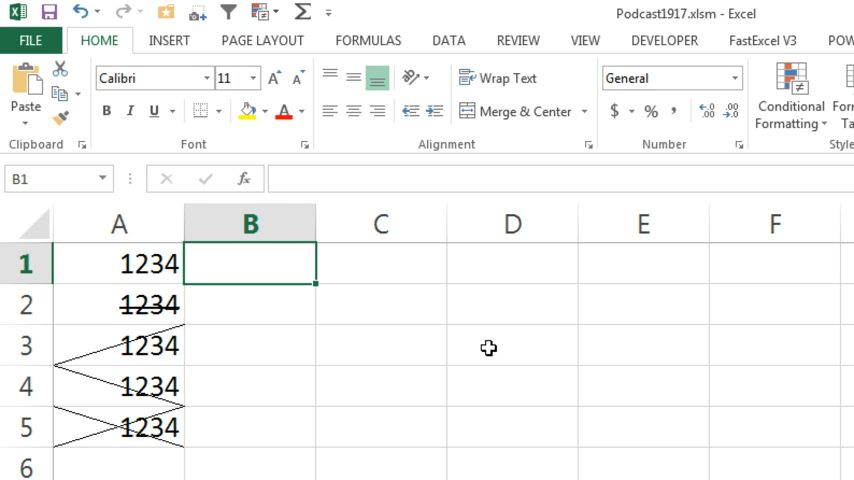 Podcast1917.xlsm - Excel
FILE HOME INSERT PAGE LAYOUT FORMULAS DATA REVIEW VIEW DEVELOPER FastExcel V3
Calibri 11 A A Wrap Text General
Paste B I U A Merge & Center $ % , Conditional Formatting
Clipboard Font Alignment Number
B1 fx
A B C D E F
1 1234
2 1234
3 1234
4 1234
5 1234
6